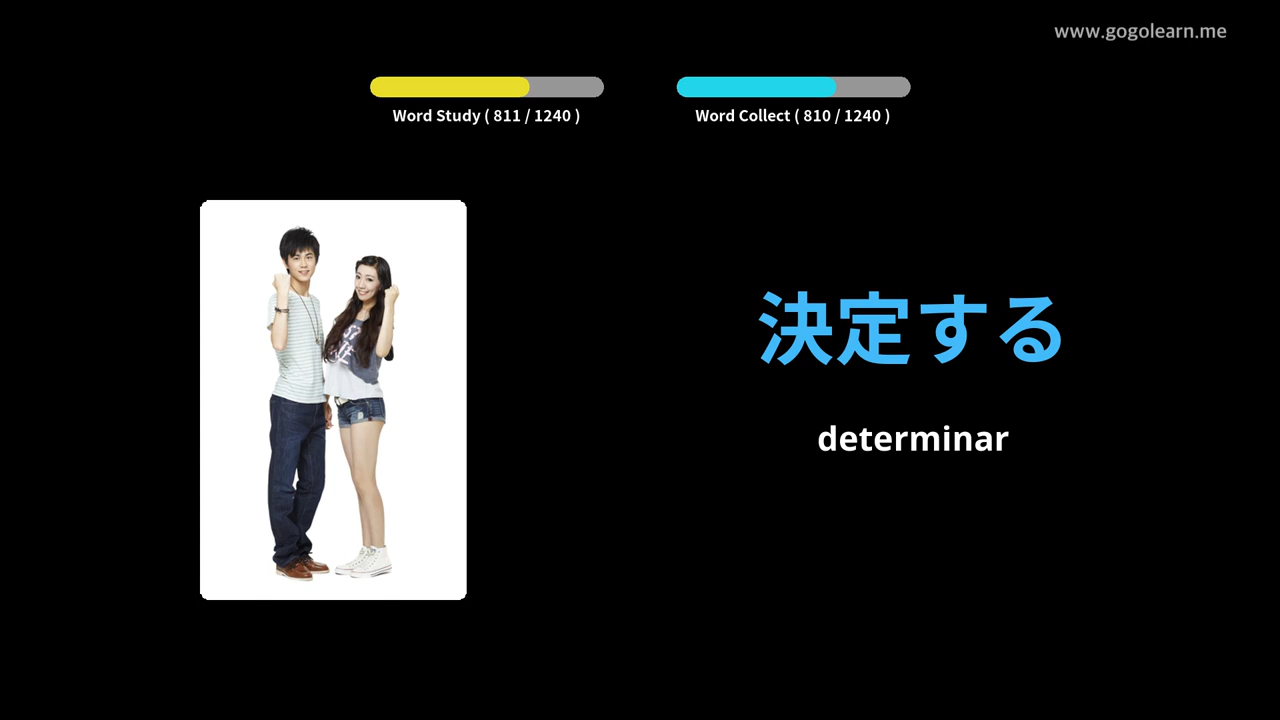 www.gogolearn.me
Word Study ( 811 / 1240 )
Word Collect ( 810 / 1240 )
決定する
determinar